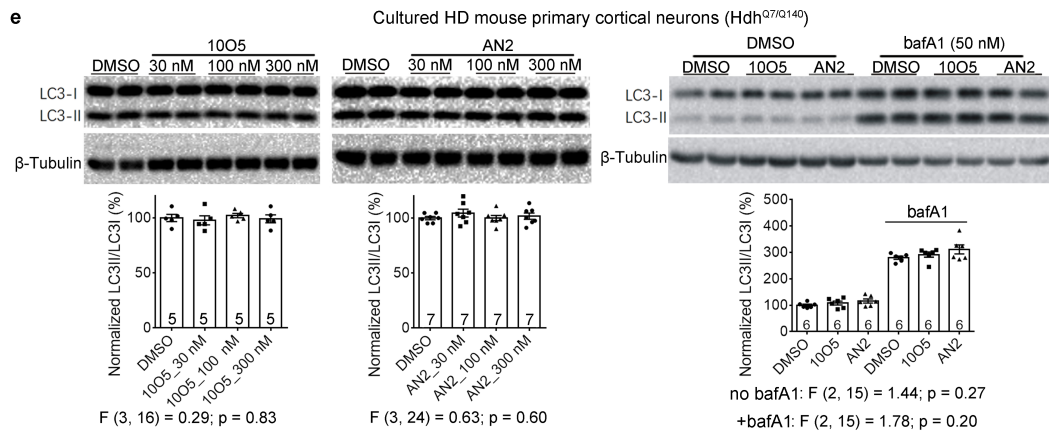 e
Cultured HD mouse primary cortical neurons (Hdh^Q7/Q140)
10O5
DMSO 30 nM 100 nM 300 nM
LC3-I
LC3-II
β-Tubulin
AN2
DMSO 30 nM 100 nM 300 nM
DMSO bafA1 (50 nM)
DMSO 10O5 AN2 DMSO 10O5 AN2
LC3-I
LC3-II
β-Tubulin
Normalized LC3II/LC3I (%)
100
50
0
5 5 5 5
DMSO
10O5_30 nM
10O5_100 nM
10O5_300 nM
F (3, 16) = 0.29; p = 0.83
Normalized LC3II/LC3I (%)
100
50
0
7 7 7 7
DMSO
AN2_30 nM
AN2_100 nM
AN2_300 nM
F (3, 24) = 0.63; p = 0.60
Normalized LC3II/LC3I (%)
500
400
300
200
100
0
bafA1
6 6 6 6 6 6
DMSO
10O5
AN2
DMSO
10O5
AN2
no bafA1: F (2, 15) = 1.44; p = 0.27
+bafA1: F (2, 15) = 1.78; p = 0.20